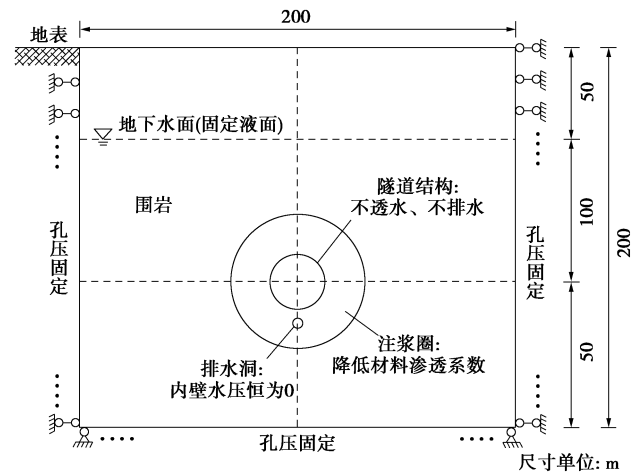 200
地表
50
地下水面(固定液面)
隧道结构:
不透水、不排水
围岩
100
200
孔压固定
孔压固定
注浆圈:
降低材料渗透系数
50
排水洞:
内壁水压恒为0
孔压固定
尺寸单位: m